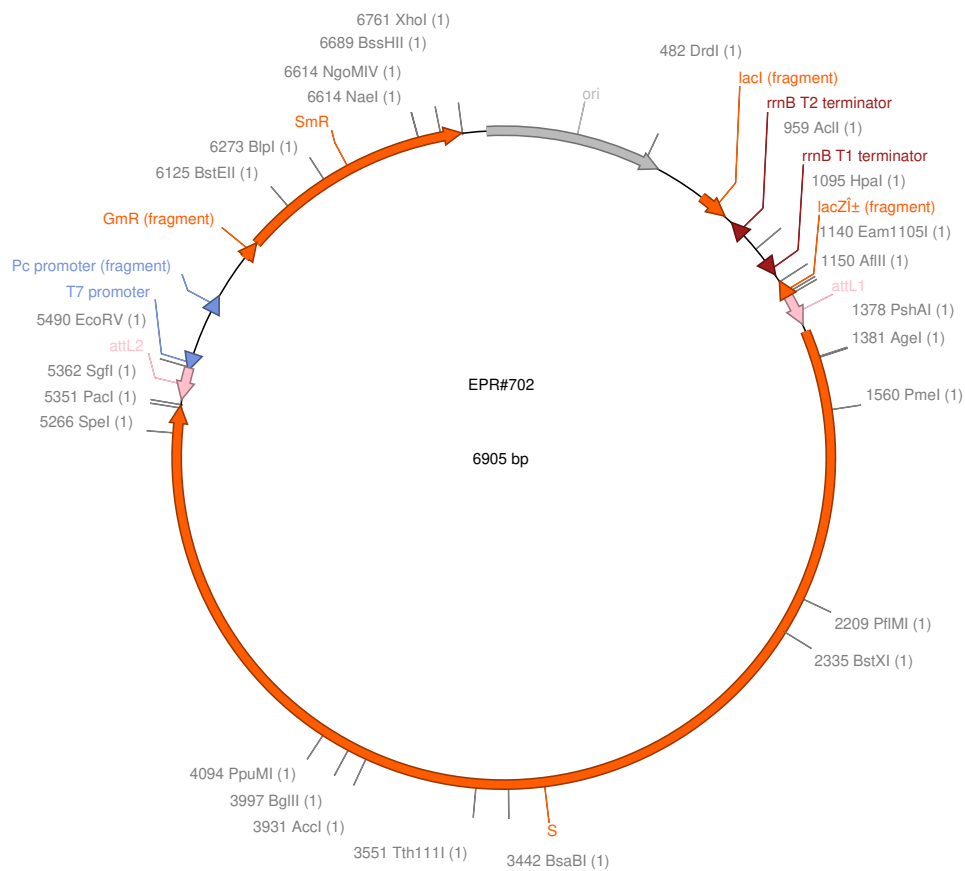 6761 XhoI (1)
6689 BssHII (1)
6614 NgoMIV (1)
6614 NaeI (1)
SmR
6273 BlpI (1)
6125 BstEII (1)
GmR (fragment)
Pc promoter (fragment)
T7 promoter
5490 EcoRV (1)
attL2
5362 SgfI (1)
5351 PacI (1)
5266 SpeI (1)
ori
482 DrdI (1)
lacI (fragment)
rrnB T2 terminator
959 AclI (1)
rrnB T1 terminator
1095 HpaI (1)
lacZÎ± (fragment)
1140 Eam1105I (1)
1150 AflII (1)
attL1
1378 PshAI (1)
1381 AgeI (1)
1560 PmeI (1)
EPR#702
6905 bp
2209 PflMI (1)
2335 BstXI (1)
4094 PpuMI (1)
3997 BglII (1)
3931 AccI (1)
3551 Tth111I (1)
S
3442 BsaBI (1)